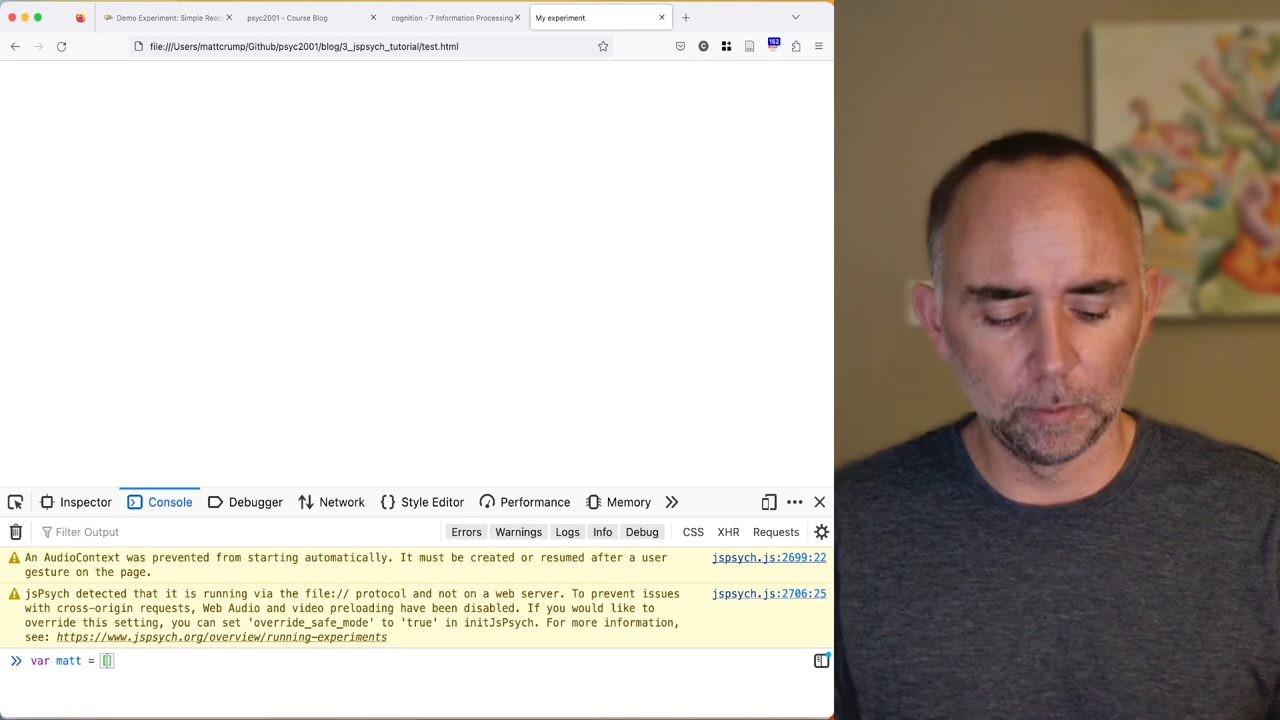 Demo Experiment: Simple Reac
psyc2001 - Course Blog
cognition - 7 Information Processing
My experiment
file:///Users/mattcrump/Github/psyc2001/blog/3_jspsych_tutorial/test.html
152
Inspector
Console
Debugger
Network
Style Editor
Performance
Memory
Filter Output
Errors
Warnings
Logs
Info
Debug
CSS
XHR
Requests
An AudioContext was prevented from starting automatically. It must be created or resumed after a user
gesture on the page.
jspsych.js:2699:22
jsPsych detected that it is running via the file:// protocol and not on a web server. To prevent issues
with cross-origin requests, Web Audio and video preloading have been disabled. If you would like to
override this setting, you can set 'override_safe_mode' to 'true' in initJsPsych. For more information,
see: https://www.jspsych.org/overview/running-experiments
jspsych.js:2706:25
var matt = []